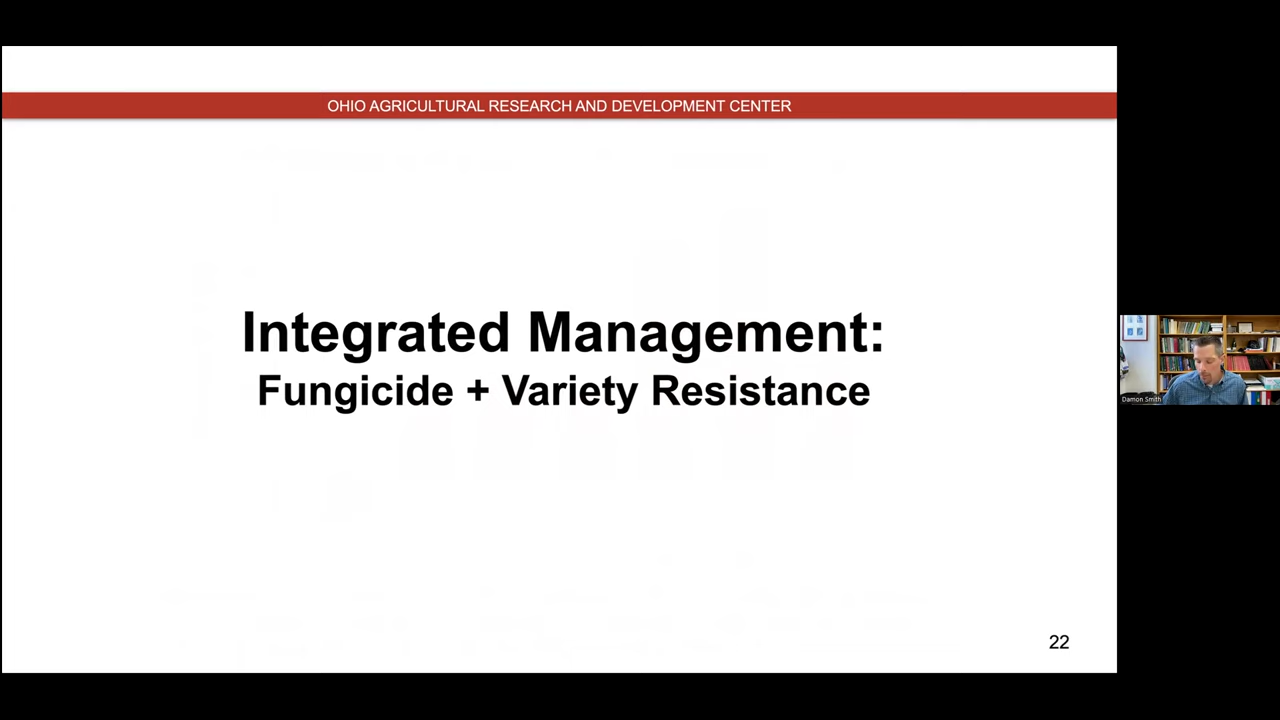 OHIO AGRICULTURAL RESEARCH AND DEVELOPMENT CENTER
Integrated Management:
Fungicide + Variety Resistance
22
Damon Smith